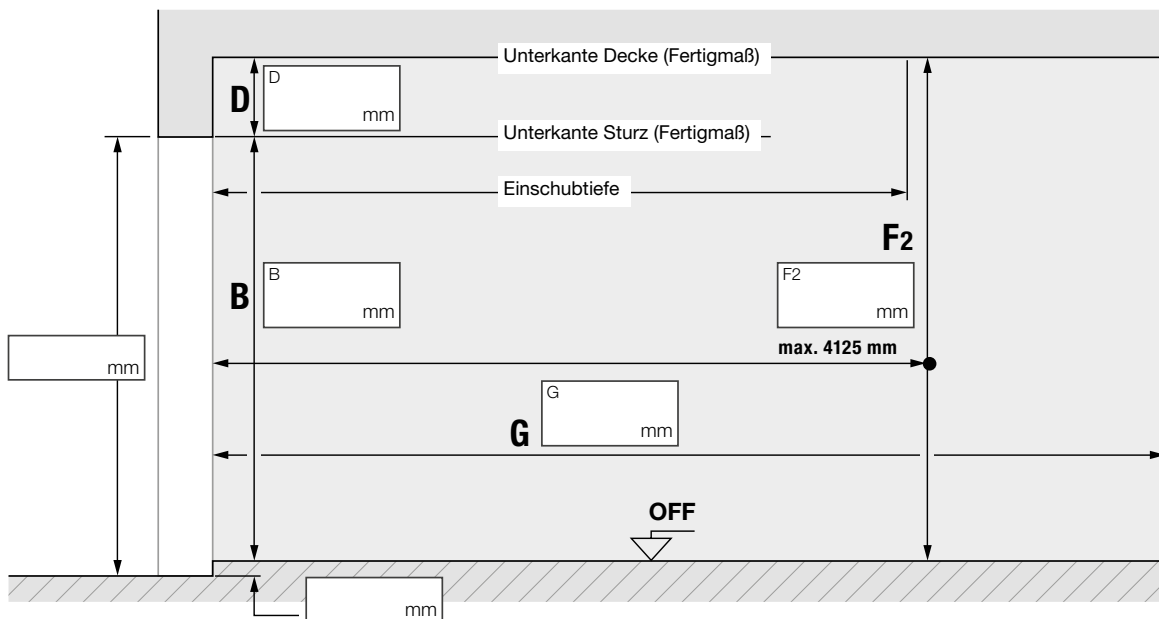 Unterkante Decke (Fertigmaß)
D
D
mm
Unterkante Sturz (Fertigmaß)
Einschubtiefe
F2
B
B
mm
F2
mm
mm
max. 4125 mm
G
G
mm
OFF
mm